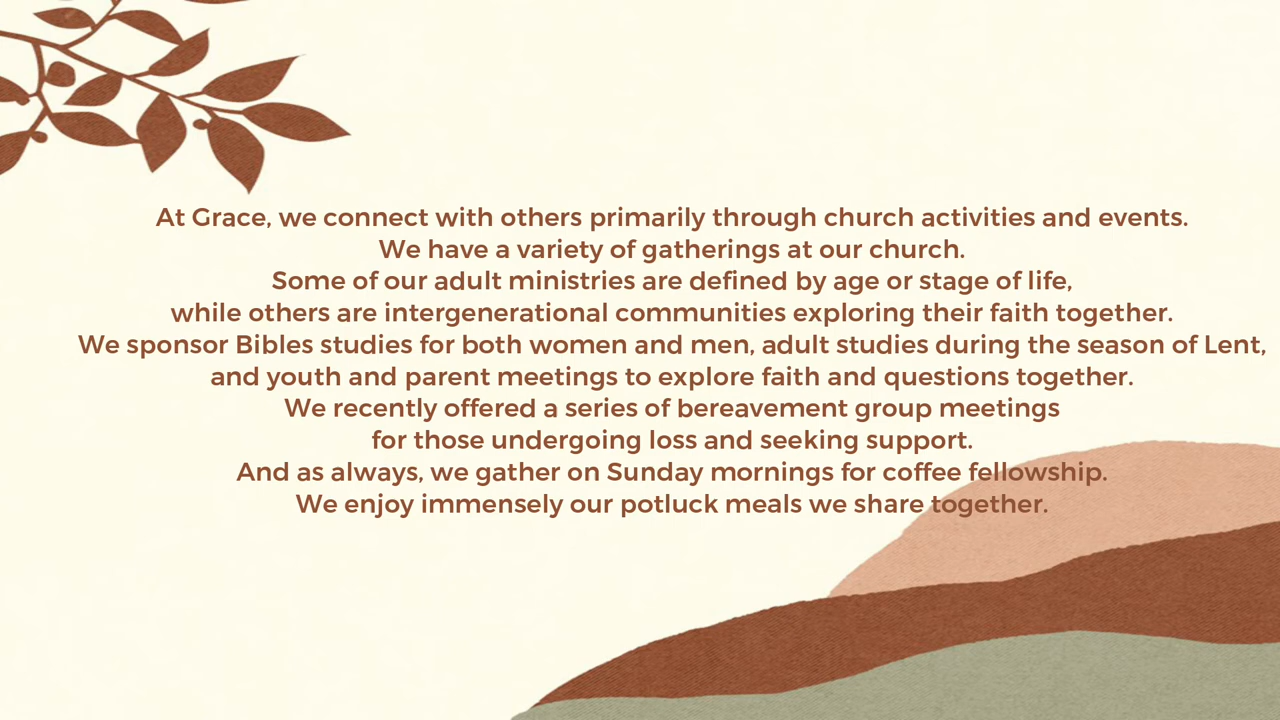 At Grace, we connect with others primarily through church activities and events.
We have a variety of gatherings at our church.
Some of our adult ministries are defined by age or stage of life,
while others are intergenerational communities exploring their faith together.
We sponsor Bibles studies for both women and men, adult studies during the season of Lent,
and youth and parent meetings to explore faith and questions together.
We recently offered a series of bereavement group meetings
for those undergoing loss and seeking support.
And as always, we gather on Sunday mornings for coffee fellowship.
We enjoy immensely our potluck meals we share together.